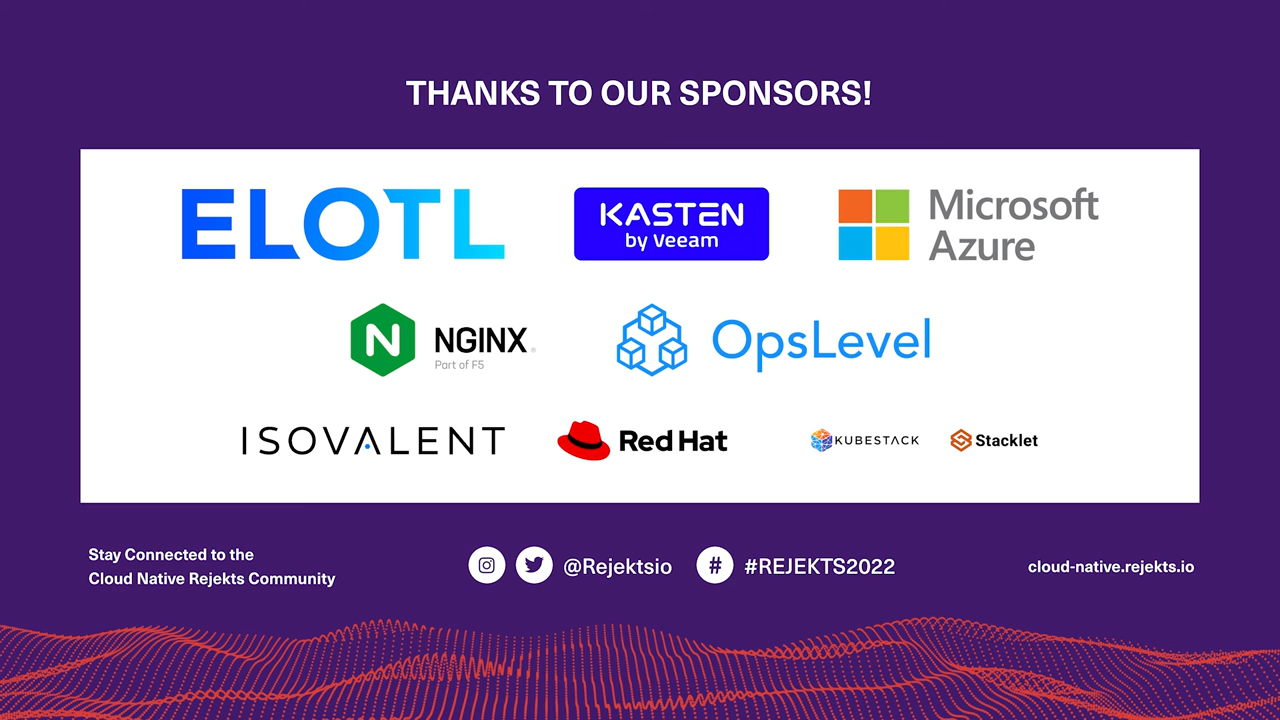 THANKS TO OUR SPONSORS!
ELOTL
KASTEN
by Veeam
Microsoft
Azure
N
NGINX
Part of F5
OpsLevel
ISOVALENT
Red Hat
KUBESTACK
Stacklet
Stay Connected to the
Cloud Native Rejekts Community
@Rejektsio
# #REJEKTS2022
cloud-native.rejekts.io